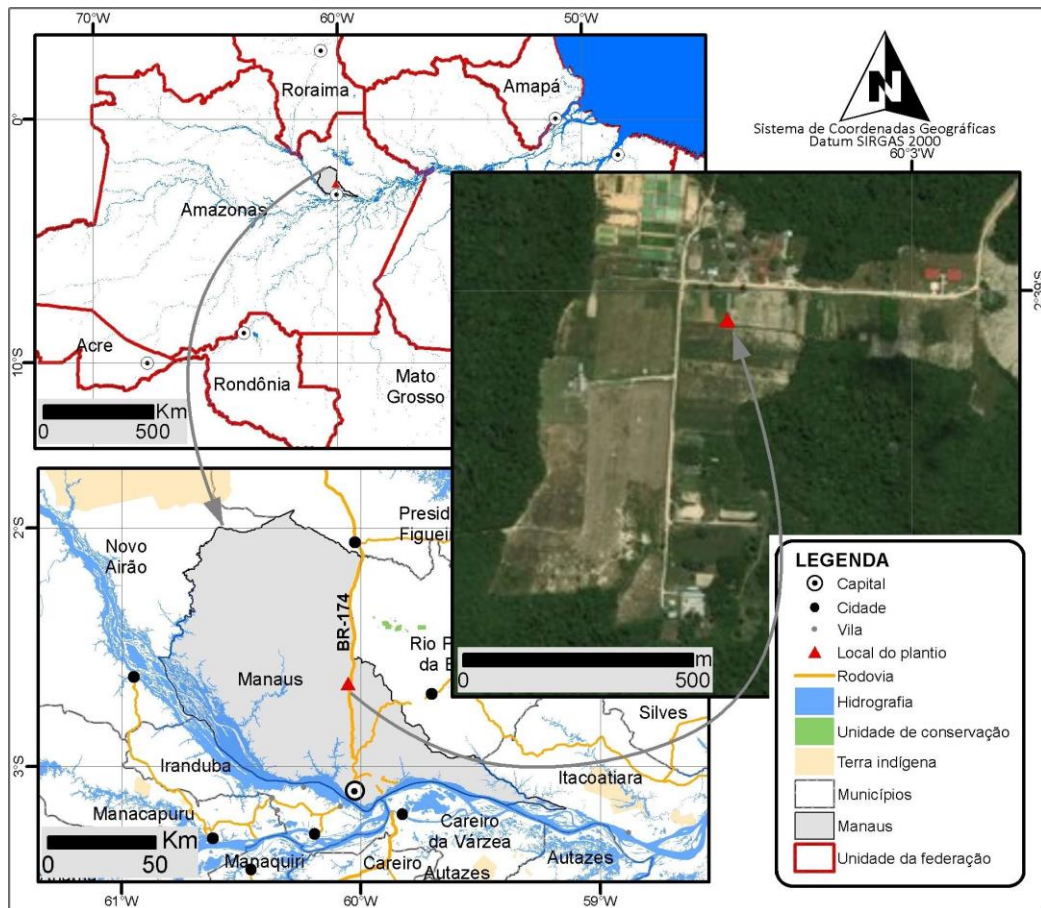 70°W
60°W
50°W
Roraima
Amapá
N
Sistema de Coordenadas Geográficas
Datum SIRGAS 2000
60°3'W
0°
Amazonas
2°39'S
Acre
Rondônia
Mato
Grosso
10°S
Km
0 500
2°S
Novo
Airão
Presid
Figuei
BR-174
Rio P
da E
Manaus
m
0 500
Silves
3°S
Iranduba
Itacoatiara
Manacapuru
Careiro
da Várzea
Km
0 50
Manaquiri
Careiro
Autazes
Autazes
61°W
60°W
59°W
LEGENDA
Capital
Cidade
Vila
Local do plantio
Rodovia
Hidrografia
Unidade de conservação
Terra indígena
Municípios
Manaus
Unidade da federação